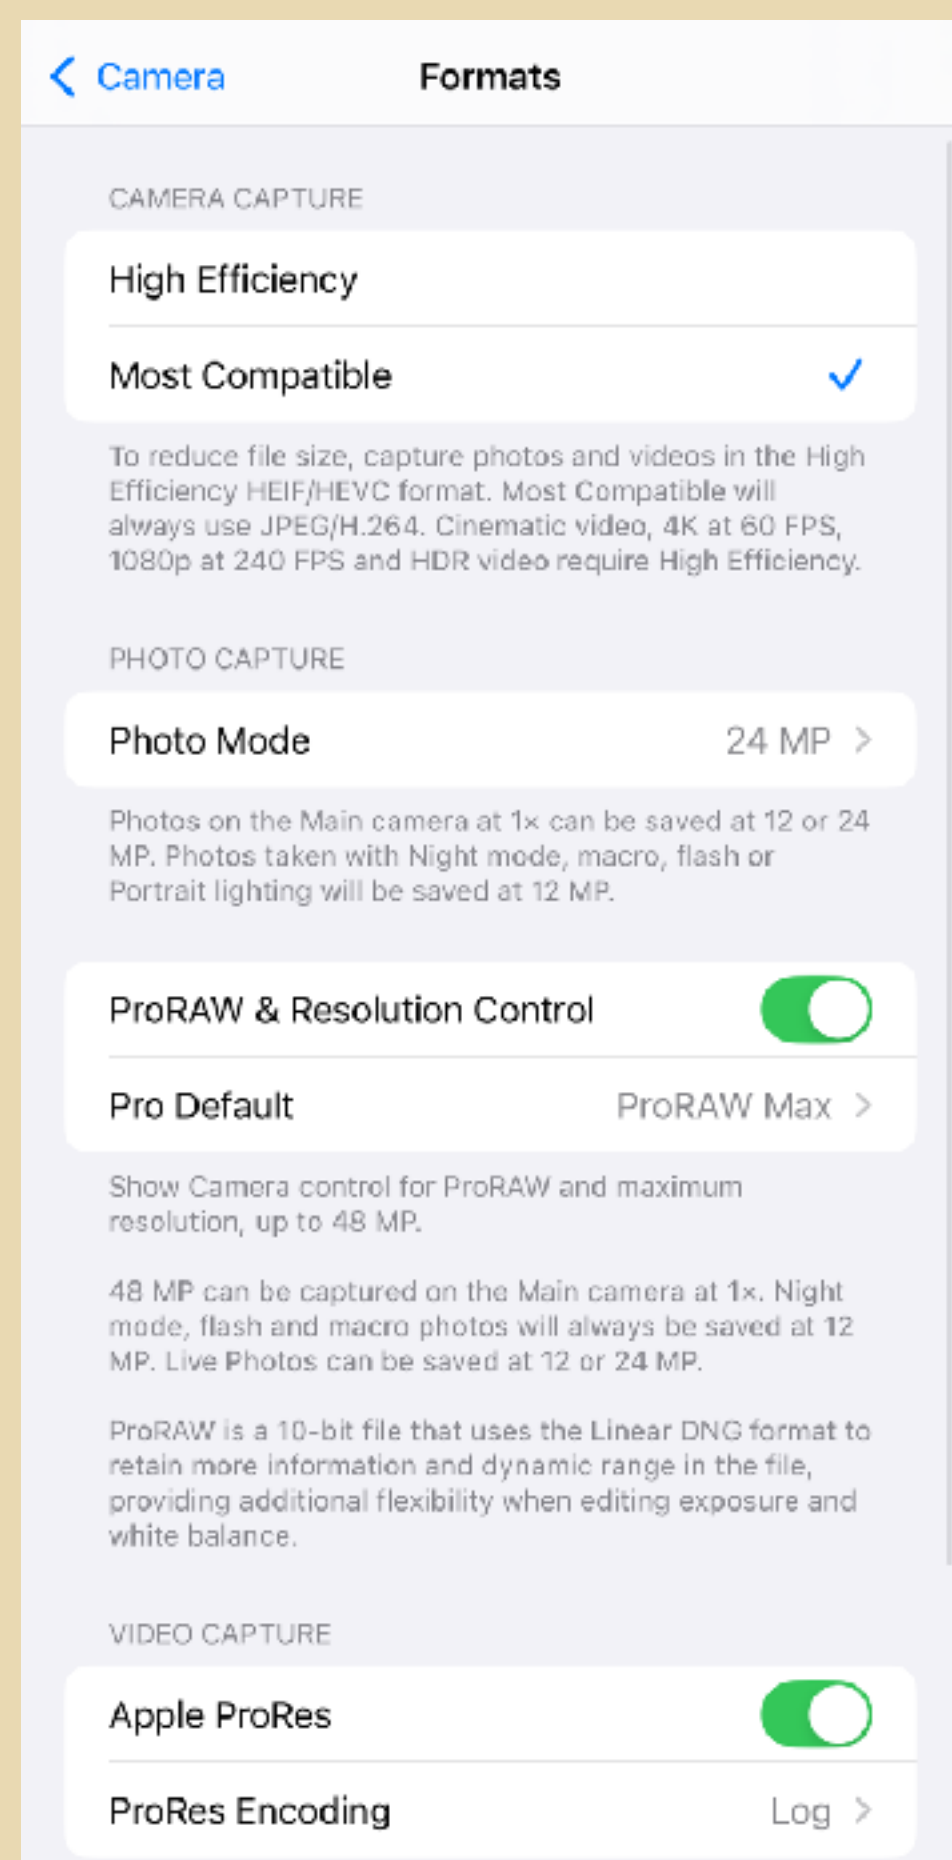 Camera
Formats
CAMERA CAPTURE
High Efficiency
Most Compatible
To reduce file size, capture photos and videos in the High
Efficiency HEIF/HEVC format. Most Compatible will
always use JPEG/H.264. Cinematic video, 4K at 60 FPS,
1080p at 240 FPS and HDR video require High Efficiency.
PHOTO CAPTURE
Photo Mode 24 MP
Photos on the Main camera at 1× can be saved at 12 or 24
MP. Photos taken with Night mode, macro, flash or
Portrait lighting will be saved at 12 MP.
ProRAW & Resolution Control
Pro Default ProRAW Max
Show Camera control for ProRAW and maximum
resolution, up to 48 MP.
48 MP can be captured on the Main camera at 1×. Night
mode, flash and macro photos will always be saved at 12
MP. Live Photos can be saved at 12 or 24 MP.
ProRAW is a 10-bit file that uses the Linear DNG format to
retain more information and dynamic range in the file,
providing additional flexibility when editing exposure and
white balance.
VIDEO CAPTURE
Apple ProRes
ProRes Encoding Log